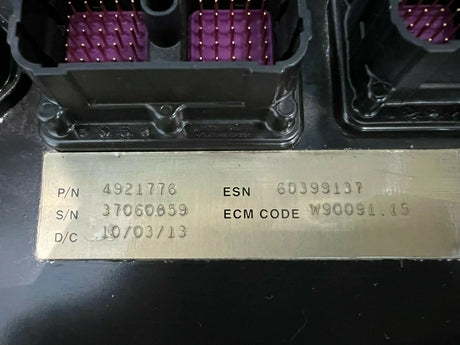 P/N 4921776 ESN 60399137
S/N 37060859 ECM CODE W90091.15
D/C 10/03/13